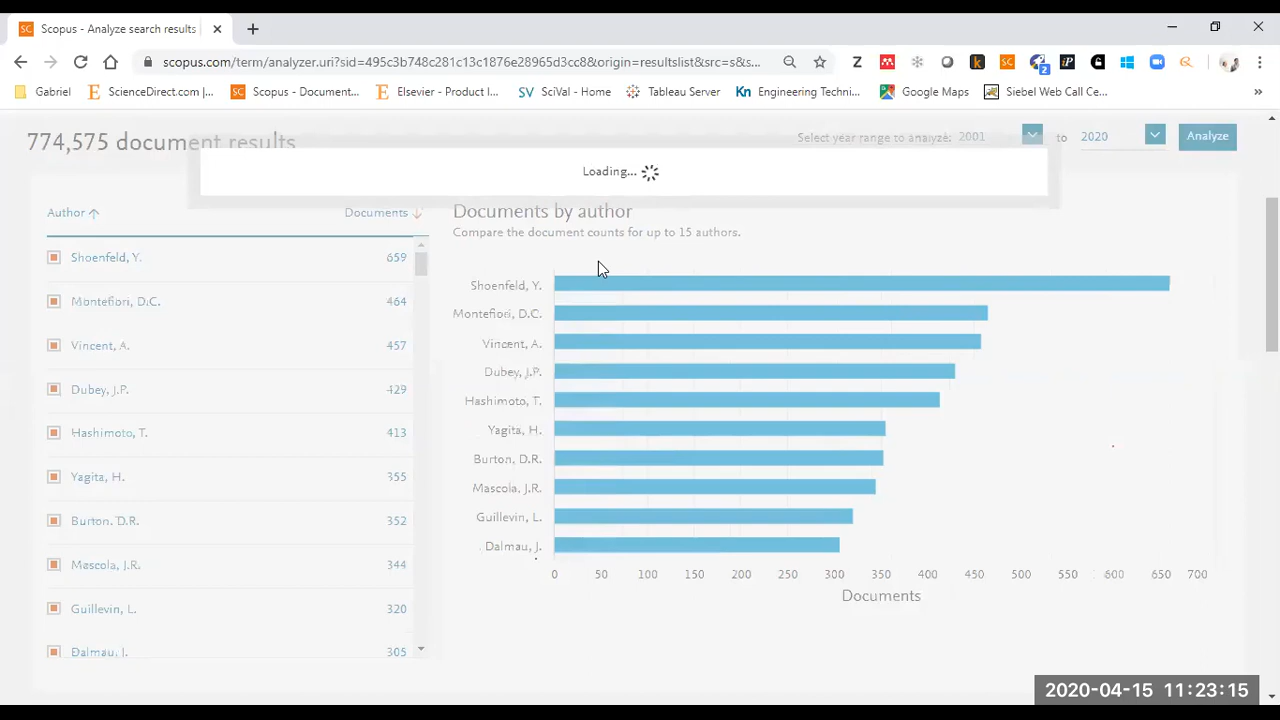 Scopus - Analyze search results
scopus.com/term/analyzer.uri?sid=495c3b74c281c13c1876e28965d3cc8&origin=resultslist&src=s&s...
Gabriel
ScienceDirect.com |...
Scopus - Document...
Elsevier - Product I...
SciVal - Home
Tableau Server
Engineering Techni...
Google Maps
Siebel Web Call Ce...
»
774,575 document results
Select year range to analyze: 2001 to 2020 Analyze
Loading...
Author Documents
Shoenfeld, Y. 659
Montefiori, D.C. 464
Vincent, A. 457
Dubey, J.P. 429
Hashimoto, T. 413
Yagita, H. 355
Burton, D.R. 352
Mascola, J.R. 344
Guillevin, L. 320
Dalmau, J. 305
Documents by author
Compare the document counts for up to 15 authors.
Shoenfeld, Y.
Montefiori, D.C.
Vincent, A.
Dubey, J.P.
Hashimoto, T.
Yagita, H.
Burton, D.R.
Mascola, J.R.
Guillevin, L.
Dalmau, J.
0 50 100 150 200 250 300 350 400 450 500 550 600 650 700
Documents
2020-04-15 11:23:15